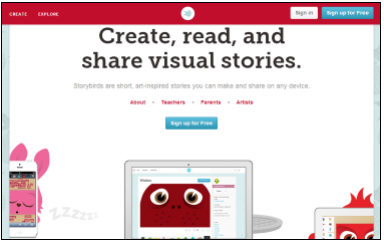 CREATE EXPLORE Sign in Sign up for Free
Create, read, and
share visual stories.
Storybirds are short, art-inspired stories you can make and share on any device.
About • Teachers • Parents • Artists
Sign up for Free
ZZZZZZ